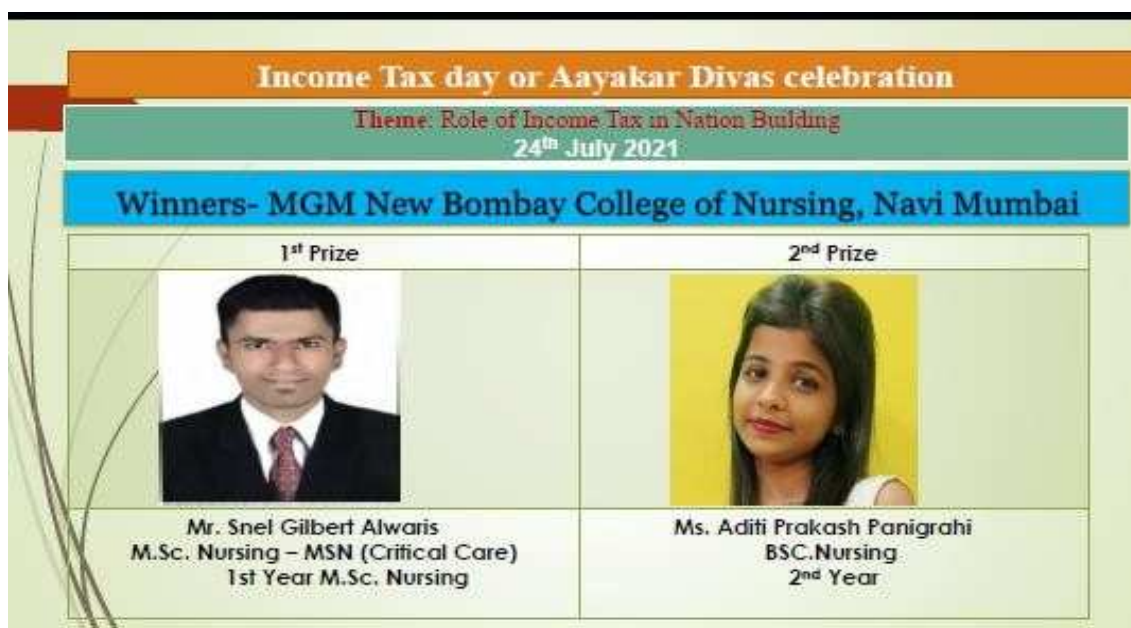 Income Tax day or Aayakar Divas celebration
Theme: Role of Income Tax in Nation Building
24th July 2021
Winners- MGM New Bombay College of Nursing, Navi Mumbai
1st Prize
2nd Prize
Mr. Snel Gilbert Alwaris
M.Sc. Nursing – MSN (Critical Care)
1st Year M.Sc. Nursing
Ms. Aditi Prakash Panigrahi
BSC.Nursing
2nd Year